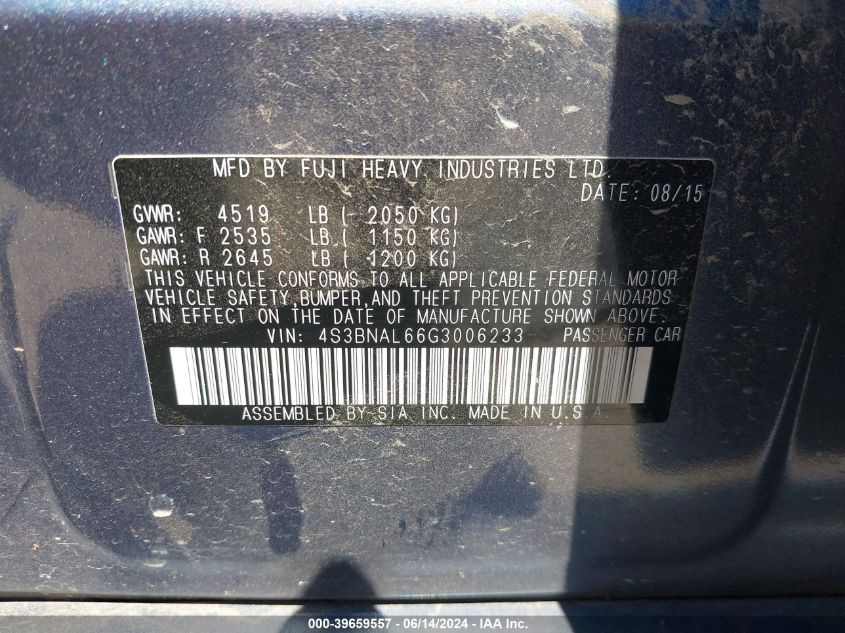 MFD BY FUJI HEAVY INDUSTRIES LTD.
DATE: 08/15
GVWR: 4519 LB ( 2050 KG)
GAWR: F 2535 LB ( 1150 KG)
GAWR: R 2645 LB ( 1200 KG)
THIS VEHICLE CONFORMS TO ALL APPLICABLE FEDERAL MOTOR
VEHICLE SAFETY,BUMPER,AND THEFT PREVENTION STANDARDS
IN EFFECT ON THE DATE OF MANUFACTURE SHOWN ABOVE.
VIN: 4S3BNAL66G3006233 PASSENGER CAR
ASSEMBLED BY SIA INC. MADE IN U.S.A.
000-39659557 - 06/14/2024 - IAA Inc.